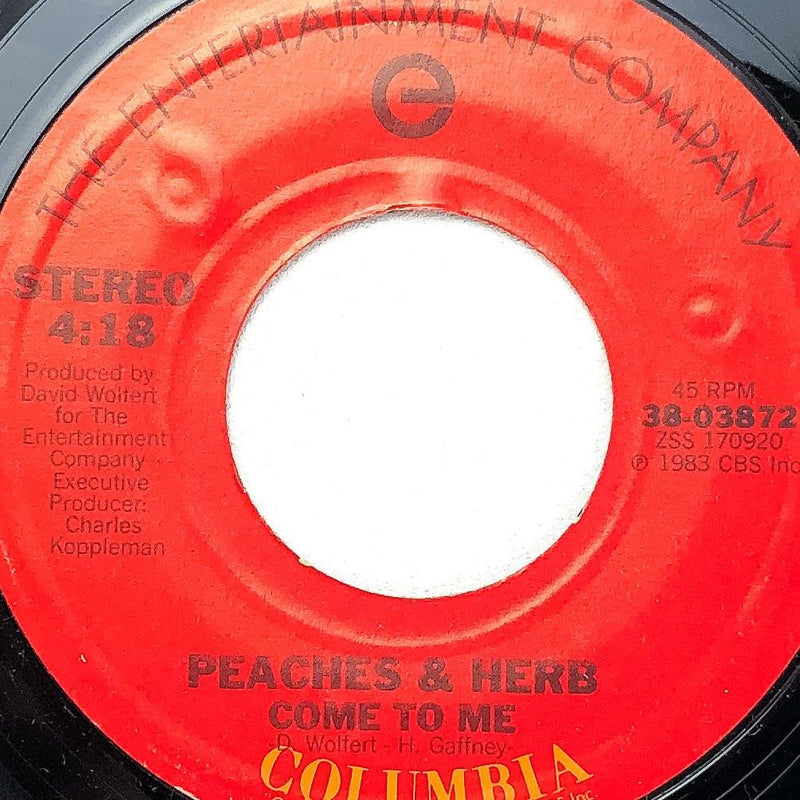 THE ENTERTAINMENT COMPANY
e
STEREO
4:18
Produced by
David Wolfert
for The
Entertainment
Company
Executive
Producer:
Charles
Koppleman
45 RPM
38-03872
ZSS 170920
℗ 1983 CBS Inc
PEACHES & HERB
COME TO ME
-D. Wolfert - H. Gaffney-
COLUMBIA